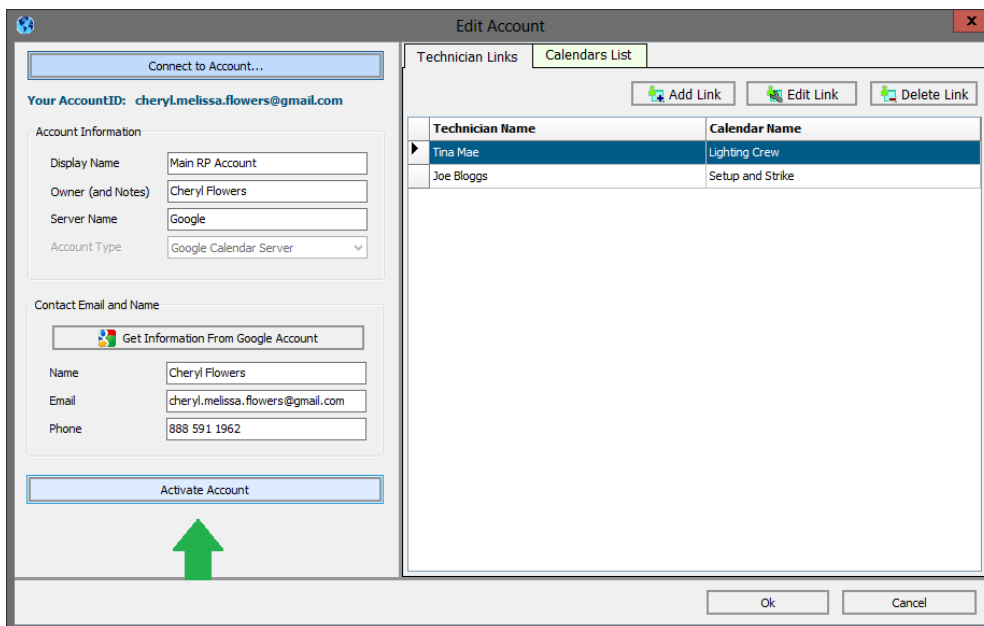 Edit Account
x
Connect to Account...
Your AccountID: cheryl.melissa.flowers@gmail.com
Account Information
Display Name Main RP Account
Owner (and Notes) Cheryl Flowers
Server Name Google
Account Type Google Calendar Server
Contact Email and Name
Get Information From Google Account
Name Cheryl Flowers
Email cheryl.melissa.flowers@gmail.com
Phone 888 591 1962
Activate Account
Technician Links Calendars List
Add Link Edit Link Delete Link
Technician Name Calendar Name
Tina Mae Lighting Crew
Joe Bloggs Setup and Strike
Ok Cancel